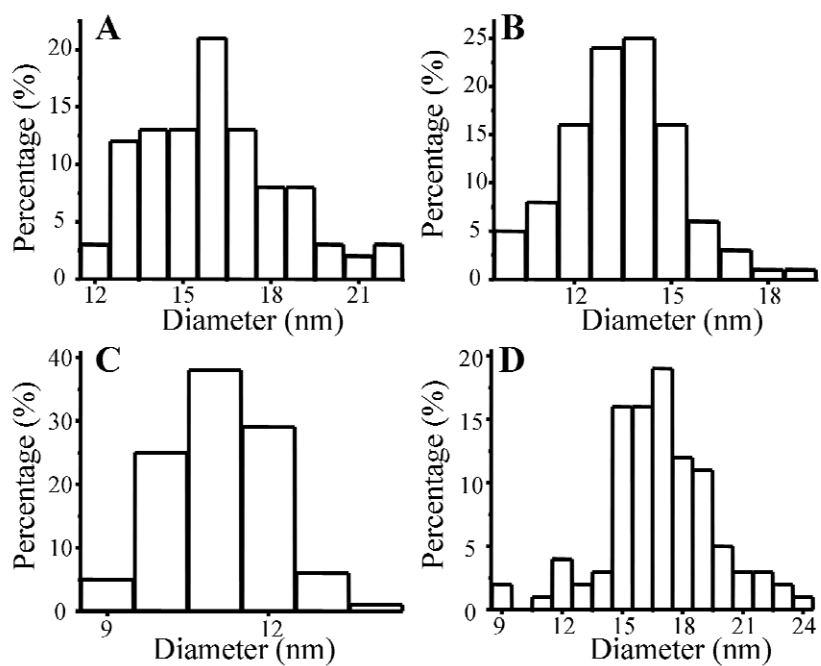 A
Percentage (%)
20
15
10
5
0
12 15 18 21
Diameter (nm)
B
Percentage (%)
25
20
15
10
5
0
12 15 18
Diameter (nm)
C
Percentage (%)
40
30
20
10
0
9 12
Diameter (nm)
D
Percentage (%)
20
15
10
5
0
9 12 15 18 21 24
Diameter (nm)